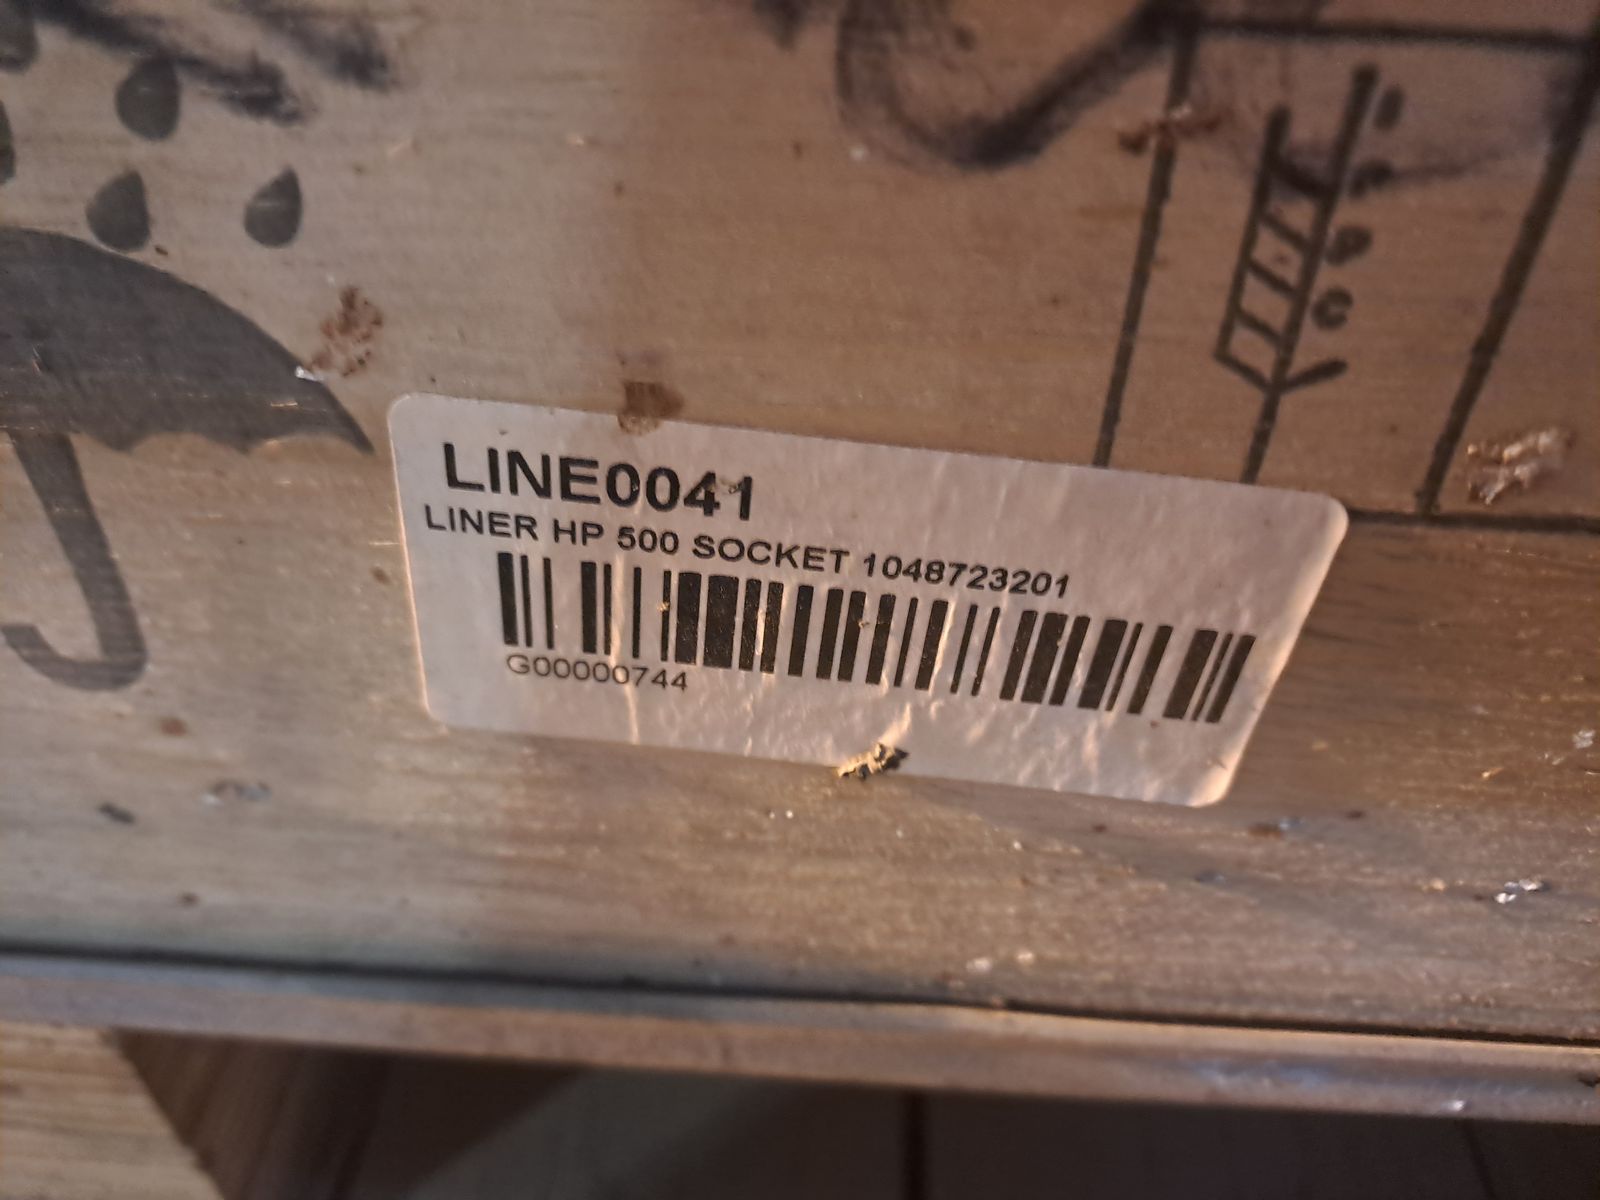 LINE0041
LINER HP 500 SOCKET 1048723201
G00000744